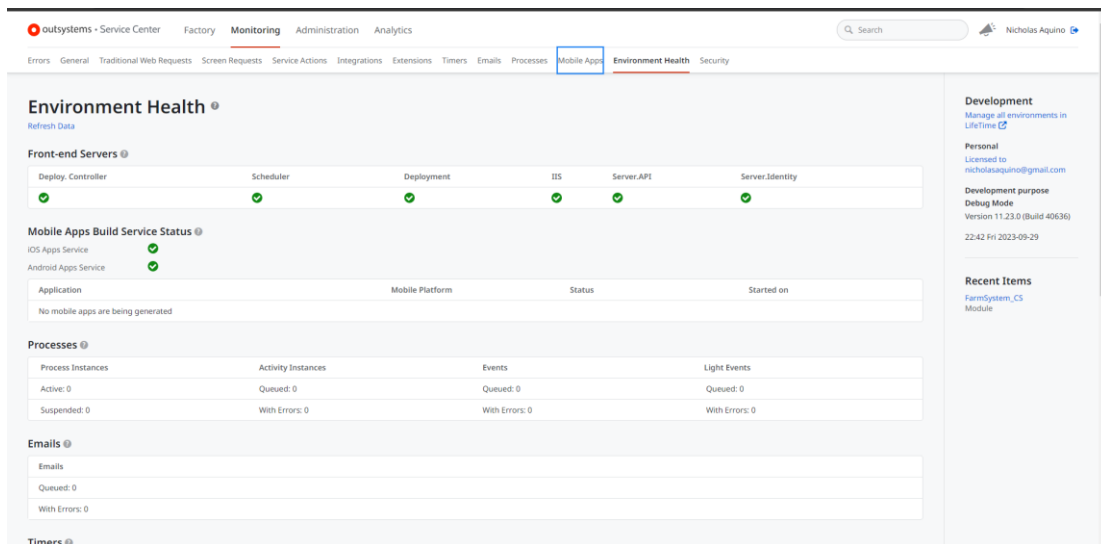 outsystems - Service Center Factory Monitoring Administration Analytics Search Nicholas Aquino
Errors General Traditional Web Requests Screen Requests Service Actions Integrations Extensions Timers Emails Processes Mobile Apps Environment Health Security
Environment Health
Refresh Data
Front-end Servers
Deploy. Controller Scheduler Deployment IIS Server.API Server.Identity
Mobile Apps Build Service Status
iOS Apps Service
Android Apps Service
Application Mobile Platform Status Started on
No mobile apps are being generated
Processes
Process Instances Activity Instances Events Light Events
Active: 0 Queued: 0 Queued: 0 Queued: 0
Suspended: 0 With Errors: 0 With Errors: 0 With Errors: 0
Emails
Emails
Queued: 0
With Errors: 0
Timers
Development
Manage all environments in
LifeTime
Personal
Licensed to
nicholasaquino@gmail.com
Development purpose
Debug Mode
Version 11.23.0 (Build 40636)
22:42 Fri 2023-09-29
Recent Items
FarmSystem_CS
Module